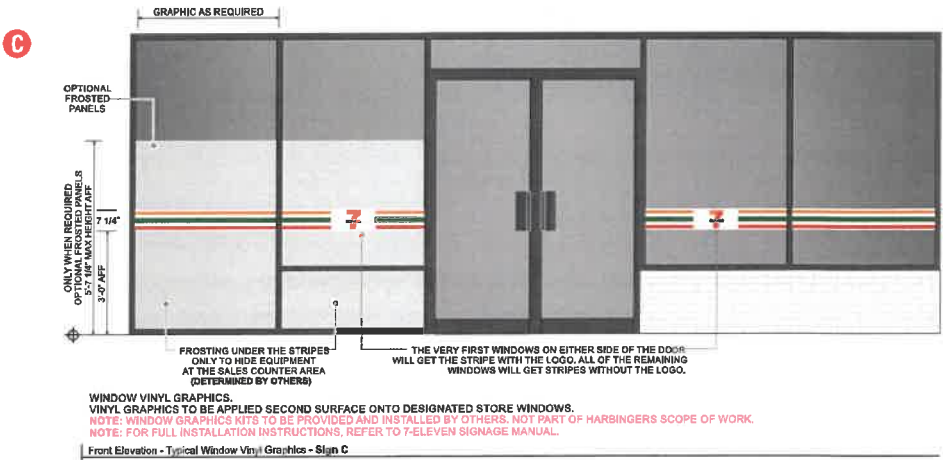 GRAPHIC AS REQUIRED
C
OPTIONAL
FROSTED
PANELS
ONLY WHEN REQUIRED
OPTIONAL FROSTED PANELS
5'-7 1/4" MAX HEIGHT AFF
7 1/4"
3'-0" AFF
7
7
FROSTING UNDER THE STRIPES
ONLY TO HIDE EQUIPMENT
AT THE SALES COUNTER AREA
(DETERMINED BY OTHERS)
THE VERY FIRST WINDOWS ON EITHER SIDE OF THE DOOR
WILL GET THE STRIPE WITH THE LOGO. ALL OF THE REMAINING
WINDOWS WILL GET STRIPES WITHOUT THE LOGO.
WINDOW VINYL GRAPHICS.
VINYL GRAPHICS TO BE APPLIED SECOND SURFACE ONTO DESIGNATED STORE WINDOWS.
NOTE: WINDOW GRAPHICS KITS TO BE PROVIDED AND INSTALLED BY OTHERS. NOT PART OF HARBINGERS SCOPE OF WORK.
NOTE: FOR FULL INSTALLATION INSTRUCTIONS, REFER TO 7-ELEVEN SIGNAGE MANUAL.
Front Elevation - Typical Window Vinyl Graphics - Sign C